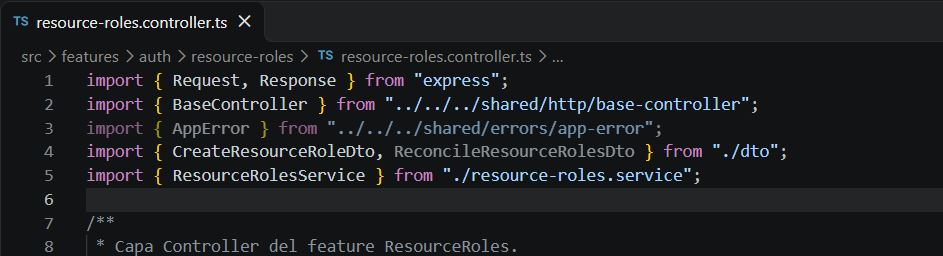 TS resource-roles.controller.ts ×
src > features > auth > resource-roles > TS resource-roles.controller.ts > ...
1 import { Request, Response } from "express";
2 import { BaseController } from "../../../shared/http/base-controller";
3 import { AppError } from "../../../shared/errors/app-error";
4 import { CreateResourceRoleDto, ReconcileResourceRolesDto } from "./dto";
5 import { ResourceRolesService } from "./resource-roles.service";
6
7 /**
8 * Capa Controller del feature ResourceRoles.